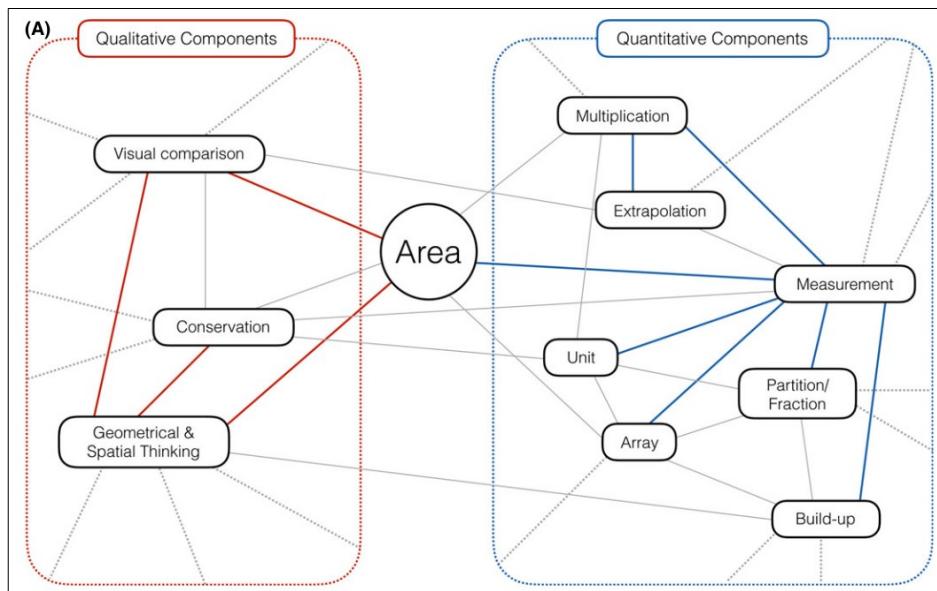 (A)
Qualitative Components
Quantitative Components
Multiplication
Visual comparison
Extrapolation
Area
Measurement
Conservation
Unit
Partition/
Fraction
Geometrical &
Spatial Thinking
Array
Build-up